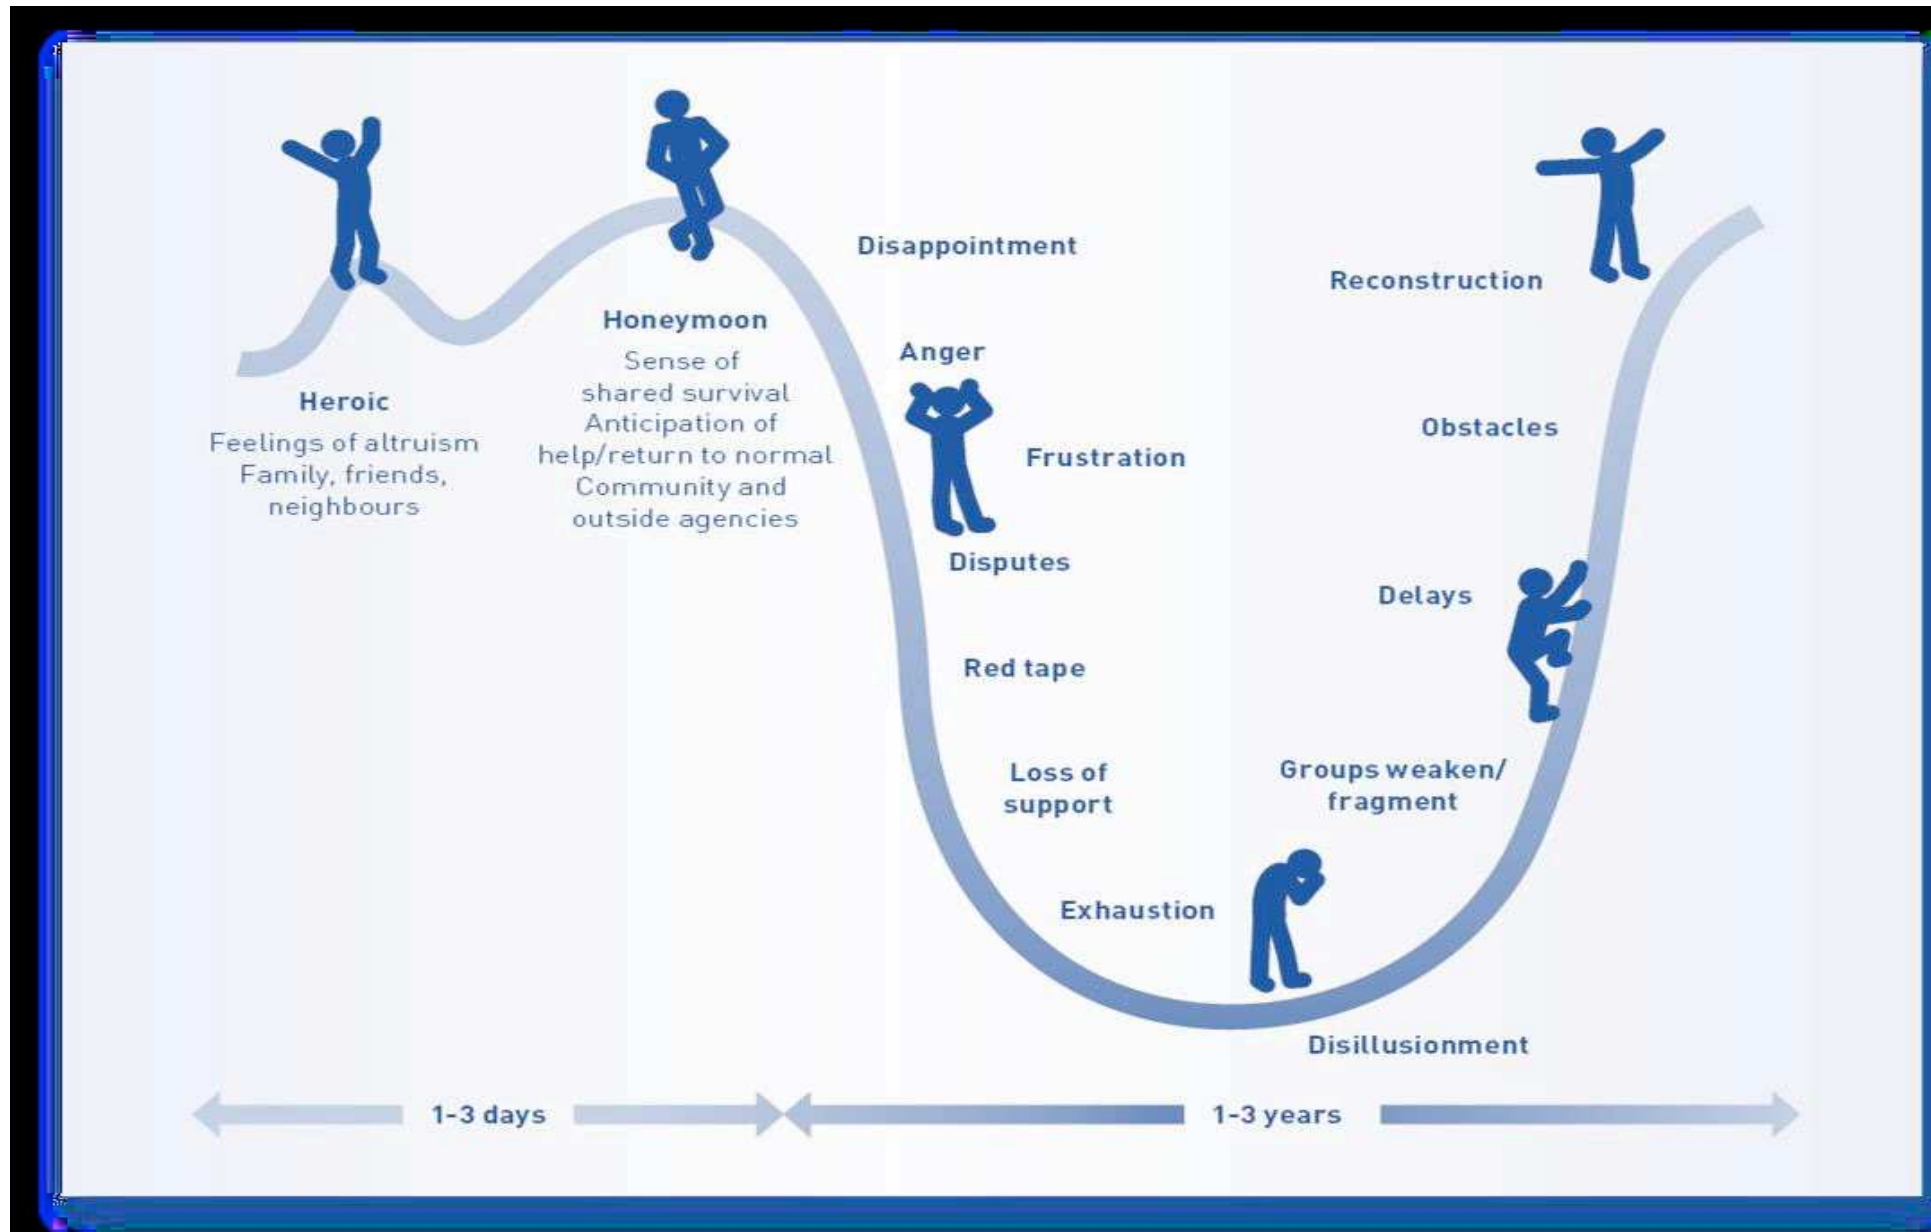 Heroic
Feelings of altruism
Family, friends,
neighbours
Honeymoon
Sense of
shared survival
Anticipation of
help/return to normal
Community and
outside agencies
Disappointment
Anger
Frustration
Disputes
Red tape
Loss of
support
Exhaustion
Disillusionment
Groups weaken/
fragment
Delays
Obstacles
Reconstruction
1-3 days
1-3 years